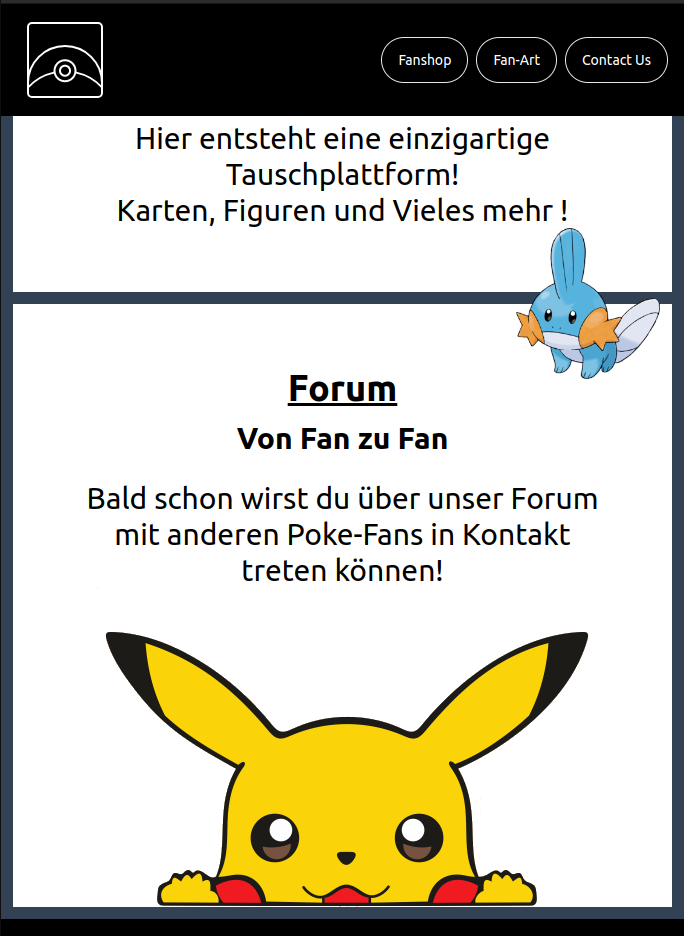 Fanshop
Fan-Art
Contact Us
Hier entsteht eine einzigartige
Tauschplattform!
Karten, Figuren und Vieles mehr !
Forum
Von Fan zu Fan
Bald schon wirst du über unser Forum
mit anderen Poke-Fans in Kontakt
treten können!